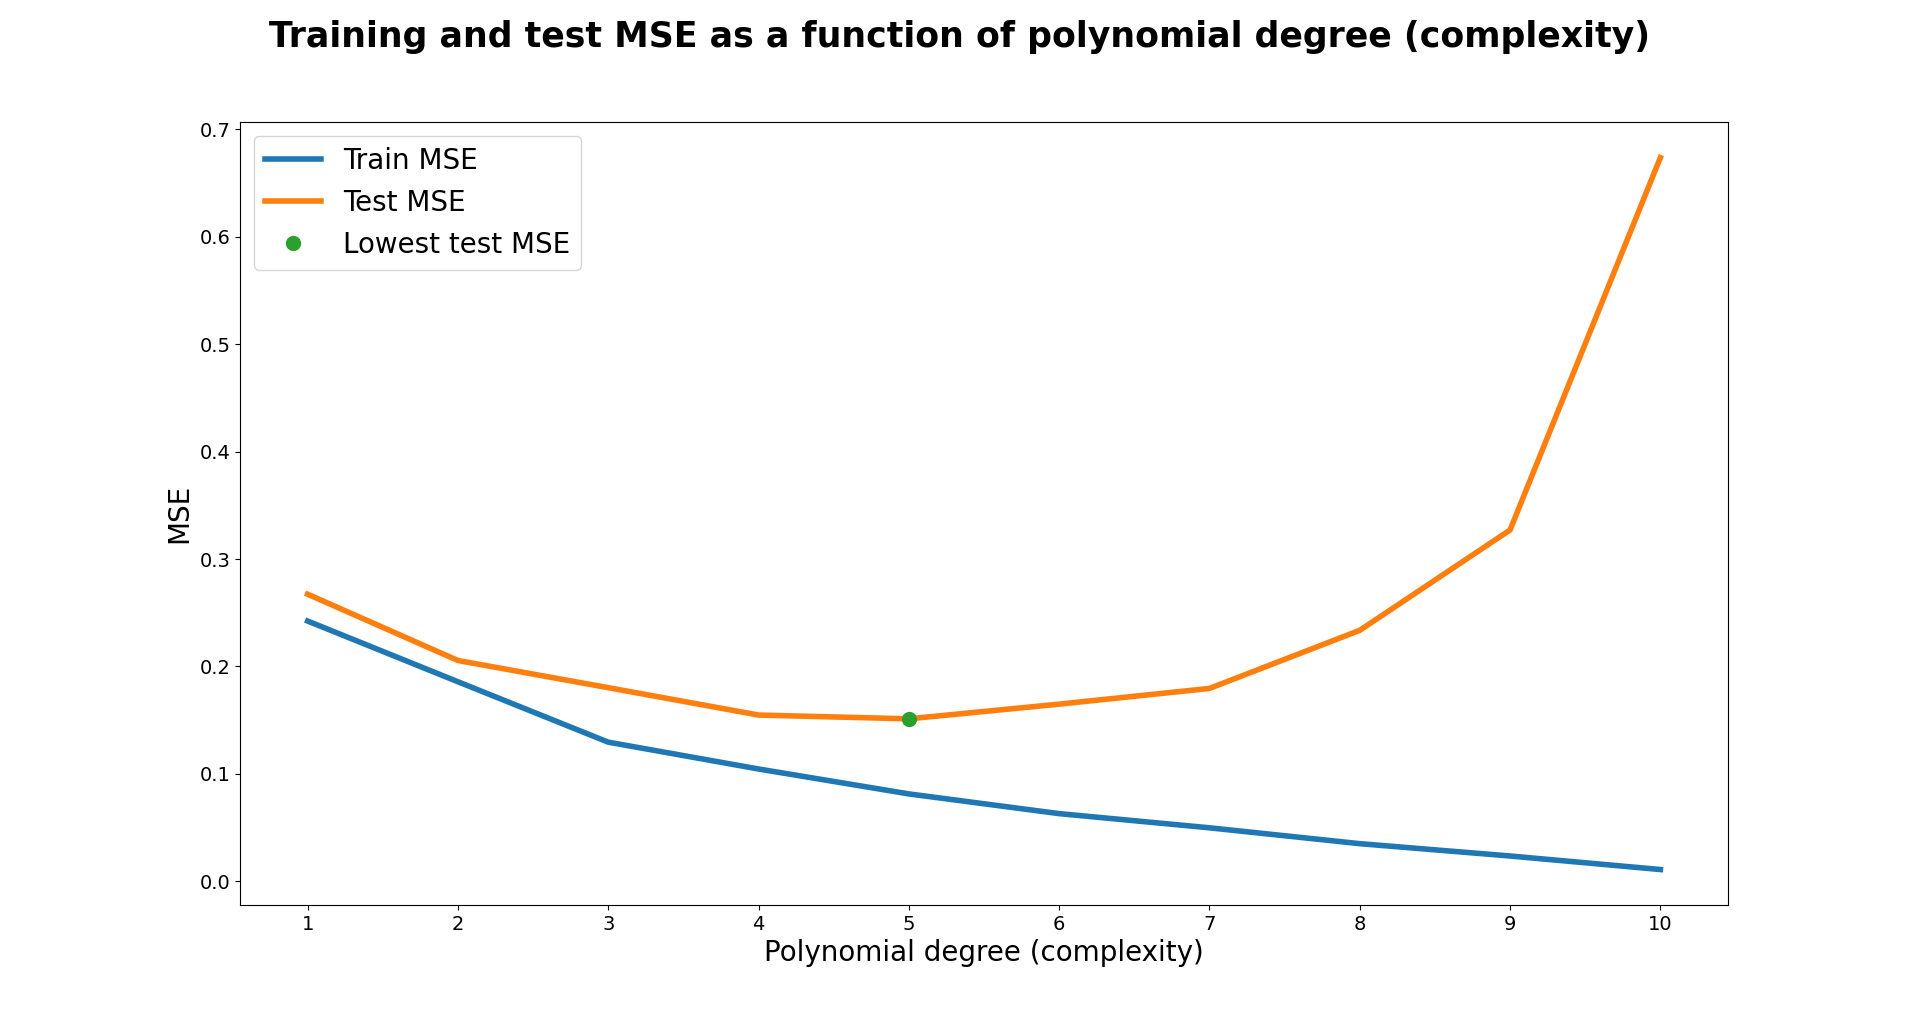 Training and test MSE as a function of polynomial degree (complexity)
Train MSE
Test MSE
Lowest test MSE
MSE
0.7
0.6
0.5
0.4
0.3
0.2
0.1
0.0
1 2 3 4 5 6 7 8 9 10
Polynomial degree (complexity)